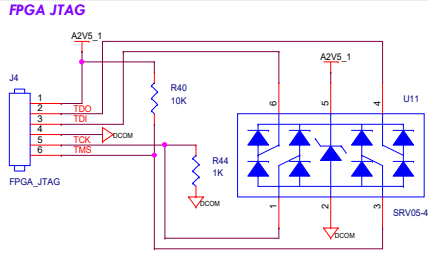 FPGA JTAG
A2V5_1
J4
1
2
3
4
5
6
TDO
TDI
DCOM
TCK
TMS
FPGA_JTAG
R40
10K
R44
1K
DCOM
A2V5_1
U11
6
5
4
1
2
3
DCOM
SRV05-4